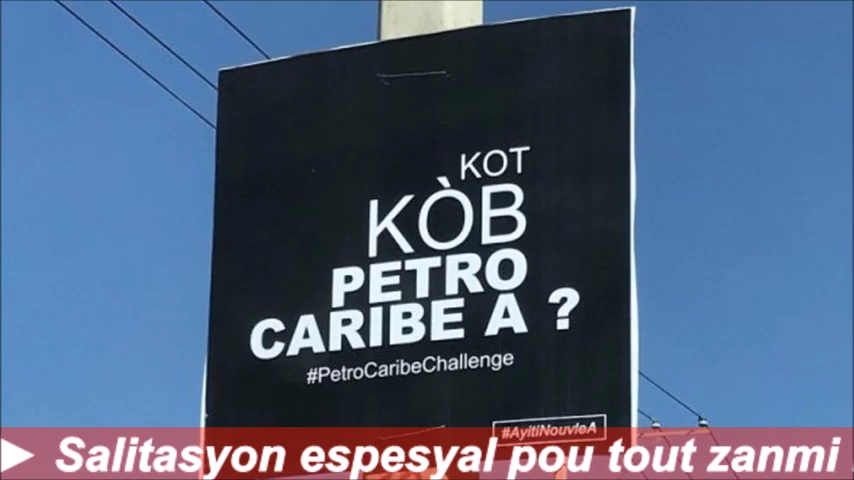 KOT
KÒB
PETRO
CARIBE A ?
#PetroCaribeChallenge
#AyitiNouvleA
Salitasyon espesyal pou tout zanmi